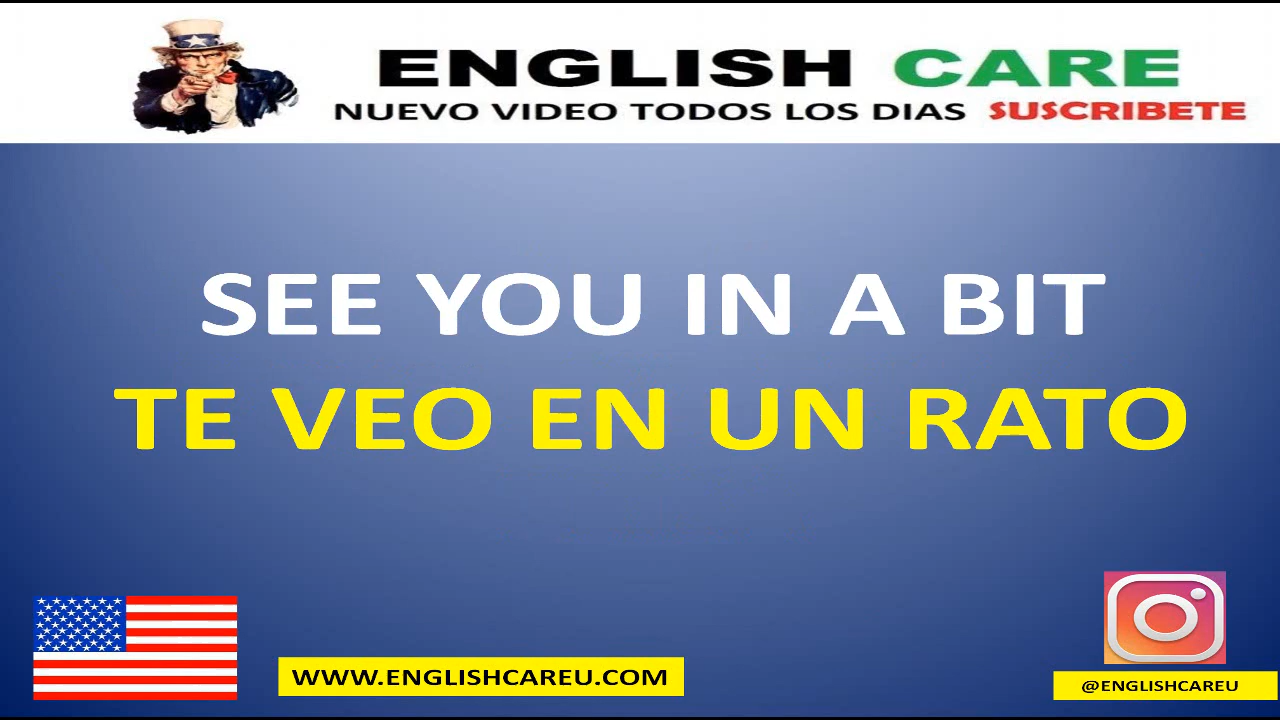 ENGLISH CARE
NUEVO VIDEO TODOS LOS DIAS SUSCRIBETE
SEE YOU IN A BIT
TE VEO EN UN RATO
WWW.ENGLISHCAREU.COM
@ENGLISHCAREU